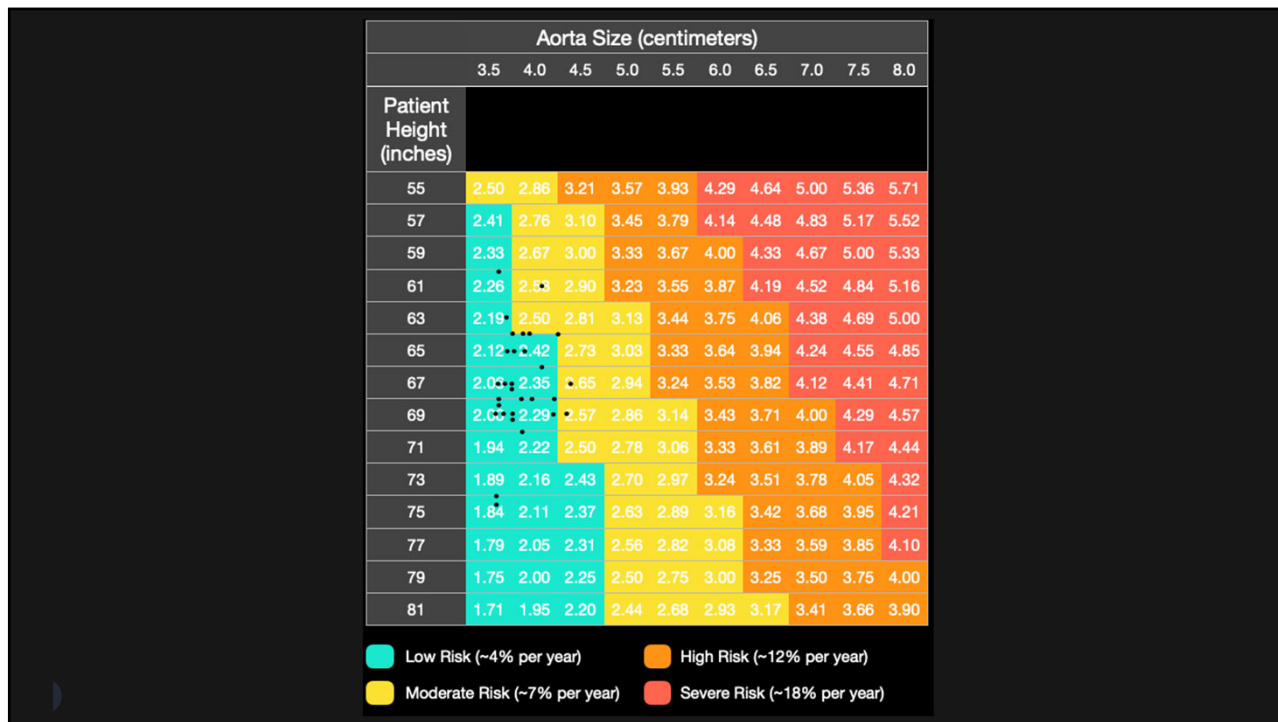 Aorta Size (centimeters)
3.5 4.0 4.5 5.0 5.5 6.0 6.5 7.0 7.5 8.0
Patient
Height
(inches)
55 2.50 2.86 3.21 3.57 3.93 4.29 4.64 5.00 5.36 5.71
57 2.41 2.76 3.10 3.45 3.79 4.14 4.48 4.83 5.17 5.52
59 2.33 2.67 3.00 3.33 3.67 4.00 4.33 4.67 5.00 5.33
61 2.26 2.58 2.90 3.23 3.55 3.87 4.19 4.52 4.84 5.16
63 2.19 2.50 2.81 3.13 3.44 3.75 4.06 4.38 4.69 5.00
65 2.12 2.42 2.73 3.03 3.33 3.64 3.94 4.24 4.55 4.85
67 2.35 2.65 2.94 3.24 3.53 3.82 4.12 4.41 4.71
69 2.29 2.57 2.86 3.14 3.43 3.71 4.00 4.29 4.57
71 1.94 2.22 2.50 2.78 3.06 3.33 3.61 3.89 4.17 4.44
73 1.89 2.16 2.43 2.70 2.97 3.24 3.51 3.78 4.05 4.32
75 1.84 2.11 2.37 2.63 2.89 3.16 3.42 3.68 3.95 4.21
77 1.79 2.05 2.31 2.56 2.82 3.08 3.33 3.59 3.85 4.10
79 1.75 2.00 2.25 2.50 2.75 3.00 3.25 3.50 3.75 4.00
81 1.71 1.95 2.20 2.44 2.68 2.93 3.17 3.41 3.66 3.90
Low Risk (~4% per year) High Risk (~12% per year)
Moderate Risk (~7% per year) Severe Risk (~18% per year)